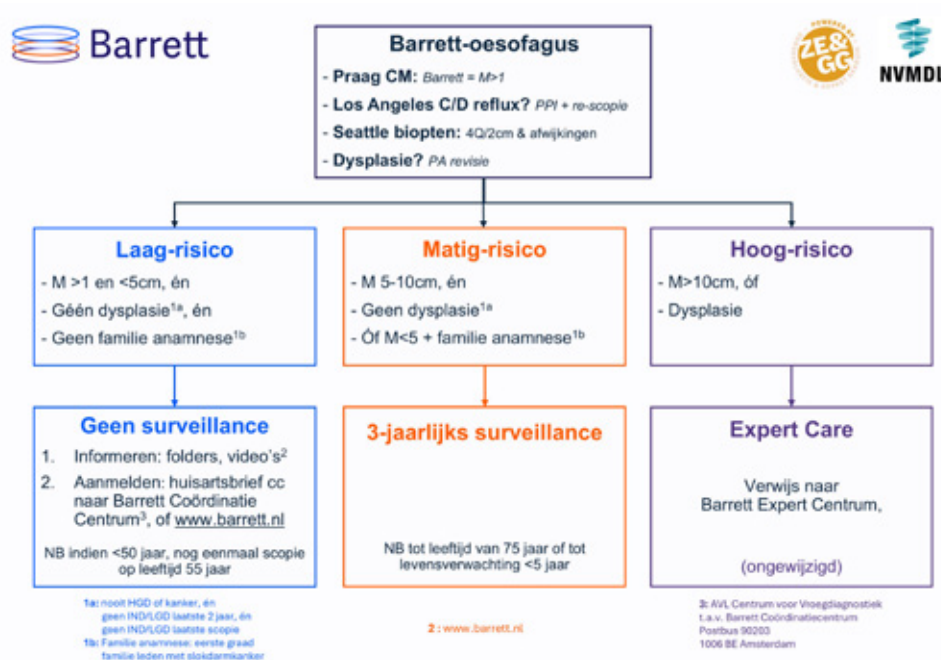 Barrett
Barrett-oesofagus
- Praag CM: Barrett = M>1
- Los Angeles C/D reflux? PPI + re-scopie
- Seattle biopten: 4Q/2cm & afwijkingen
- Dysplasie? PA revisie
POWERED BY
ZE&GG
NVMDL
Laag-risico
- M >1 en <5cm, én
- Géén dysplasie1a, én
- Geen familie anamnese1b
Matig-risico
- M 5-10cm, én
- Geen dysplasie1a
- Óf M<5 + familie anamnese1b
Hoog-risico
- M>10cm, óf
- Dysplasie
Geen surveillance
1. Informeren: folders, video's2
2. Aanmelden: huisartsbrief cc
naar Barrett Coördinatie
Centrum3, of www.barrett.nl
NB indien <50 jaar, nog eenmaal scopie
op leeftijd 55 jaar
3-jaarlijks surveillance
NB tot leeftijd van 75 jaar of tot
levensverwachting <5 jaar
Expert Care
Verwijs naar
Barrett Expert Centrum,
(ongewijzigd)
1a: nooit HGD of kanker, én
geen IND/LGD laatste 2 jaar, én
geen IND/LGD laatste scopie
1b: Familie anamnese: eerste graad
familie leden met slokdarmkanker
2 : www.barrett.nl
3: AVL Centrum voor Vroegdiagnostiek
t.a.v. Barrett Coördinatiecentrum
Postbus 90203
1006 BE Amsterdam